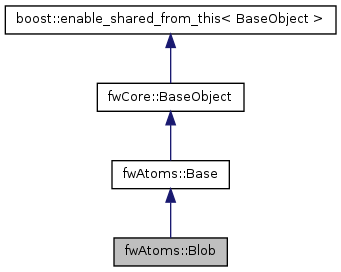 boost::enable_shared_from_this< BaseObject >
fwCore::BaseObject
fwAtoms::Base
fwAtoms::Blob